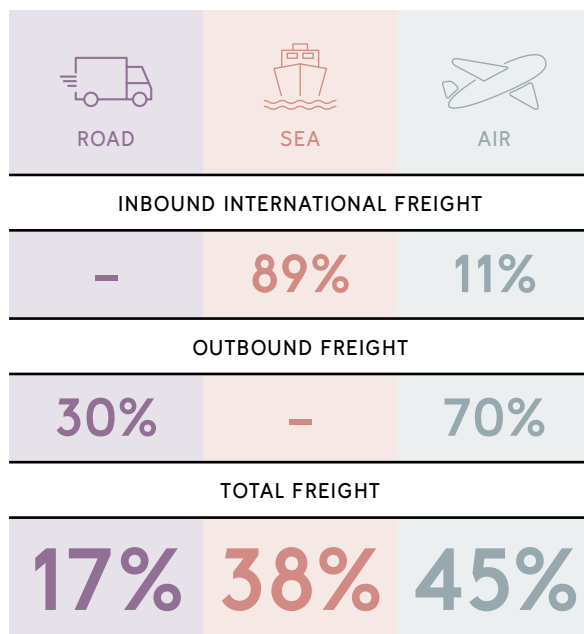 ROAD SEA AIR
INBOUND INTERNATIONAL FREIGHT
– 89% 11%
OUTBOUND FREIGHT
30% – 70%
TOTAL FREIGHT
17% 38% 45%